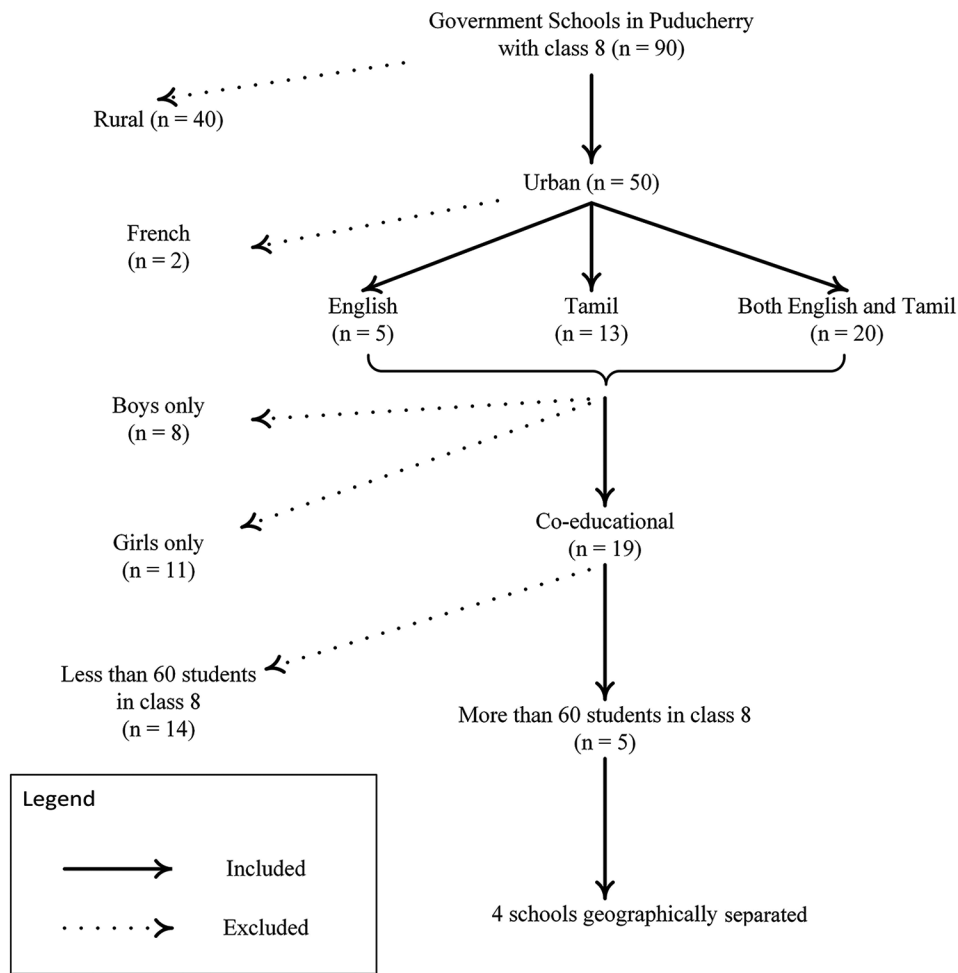 Government Schools in Puducherry
with class 8 (n = 90)
Rural (n = 40)
Urban (n = 50)
French
(n = 2)
English
(n = 5)
Tamil
(n = 13)
Both English and Tamil
(n = 20)
Boys only
(n = 8)
Girls only
(n = 11)
Co-educational
(n = 19)
Less than 60 students
in class 8
(n = 14)
More than 60 students in class 8
(n = 5)
4 schools geographically separated
Legend
Included
Excluded